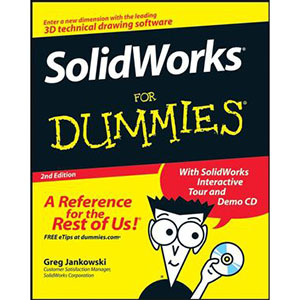 Enter a new dimension with the leading
3D technical drawing software
SolidWorks®
FOR
DUMMIES®
2nd Edition
With SolidWorks
Interactive
Tour and
Demo CD
A Reference
for the
Rest of Us!®
FREE eTips at dummies.com®
Greg Jankowski
Customer Satisfaction Manager,
SolidWorks Corporation